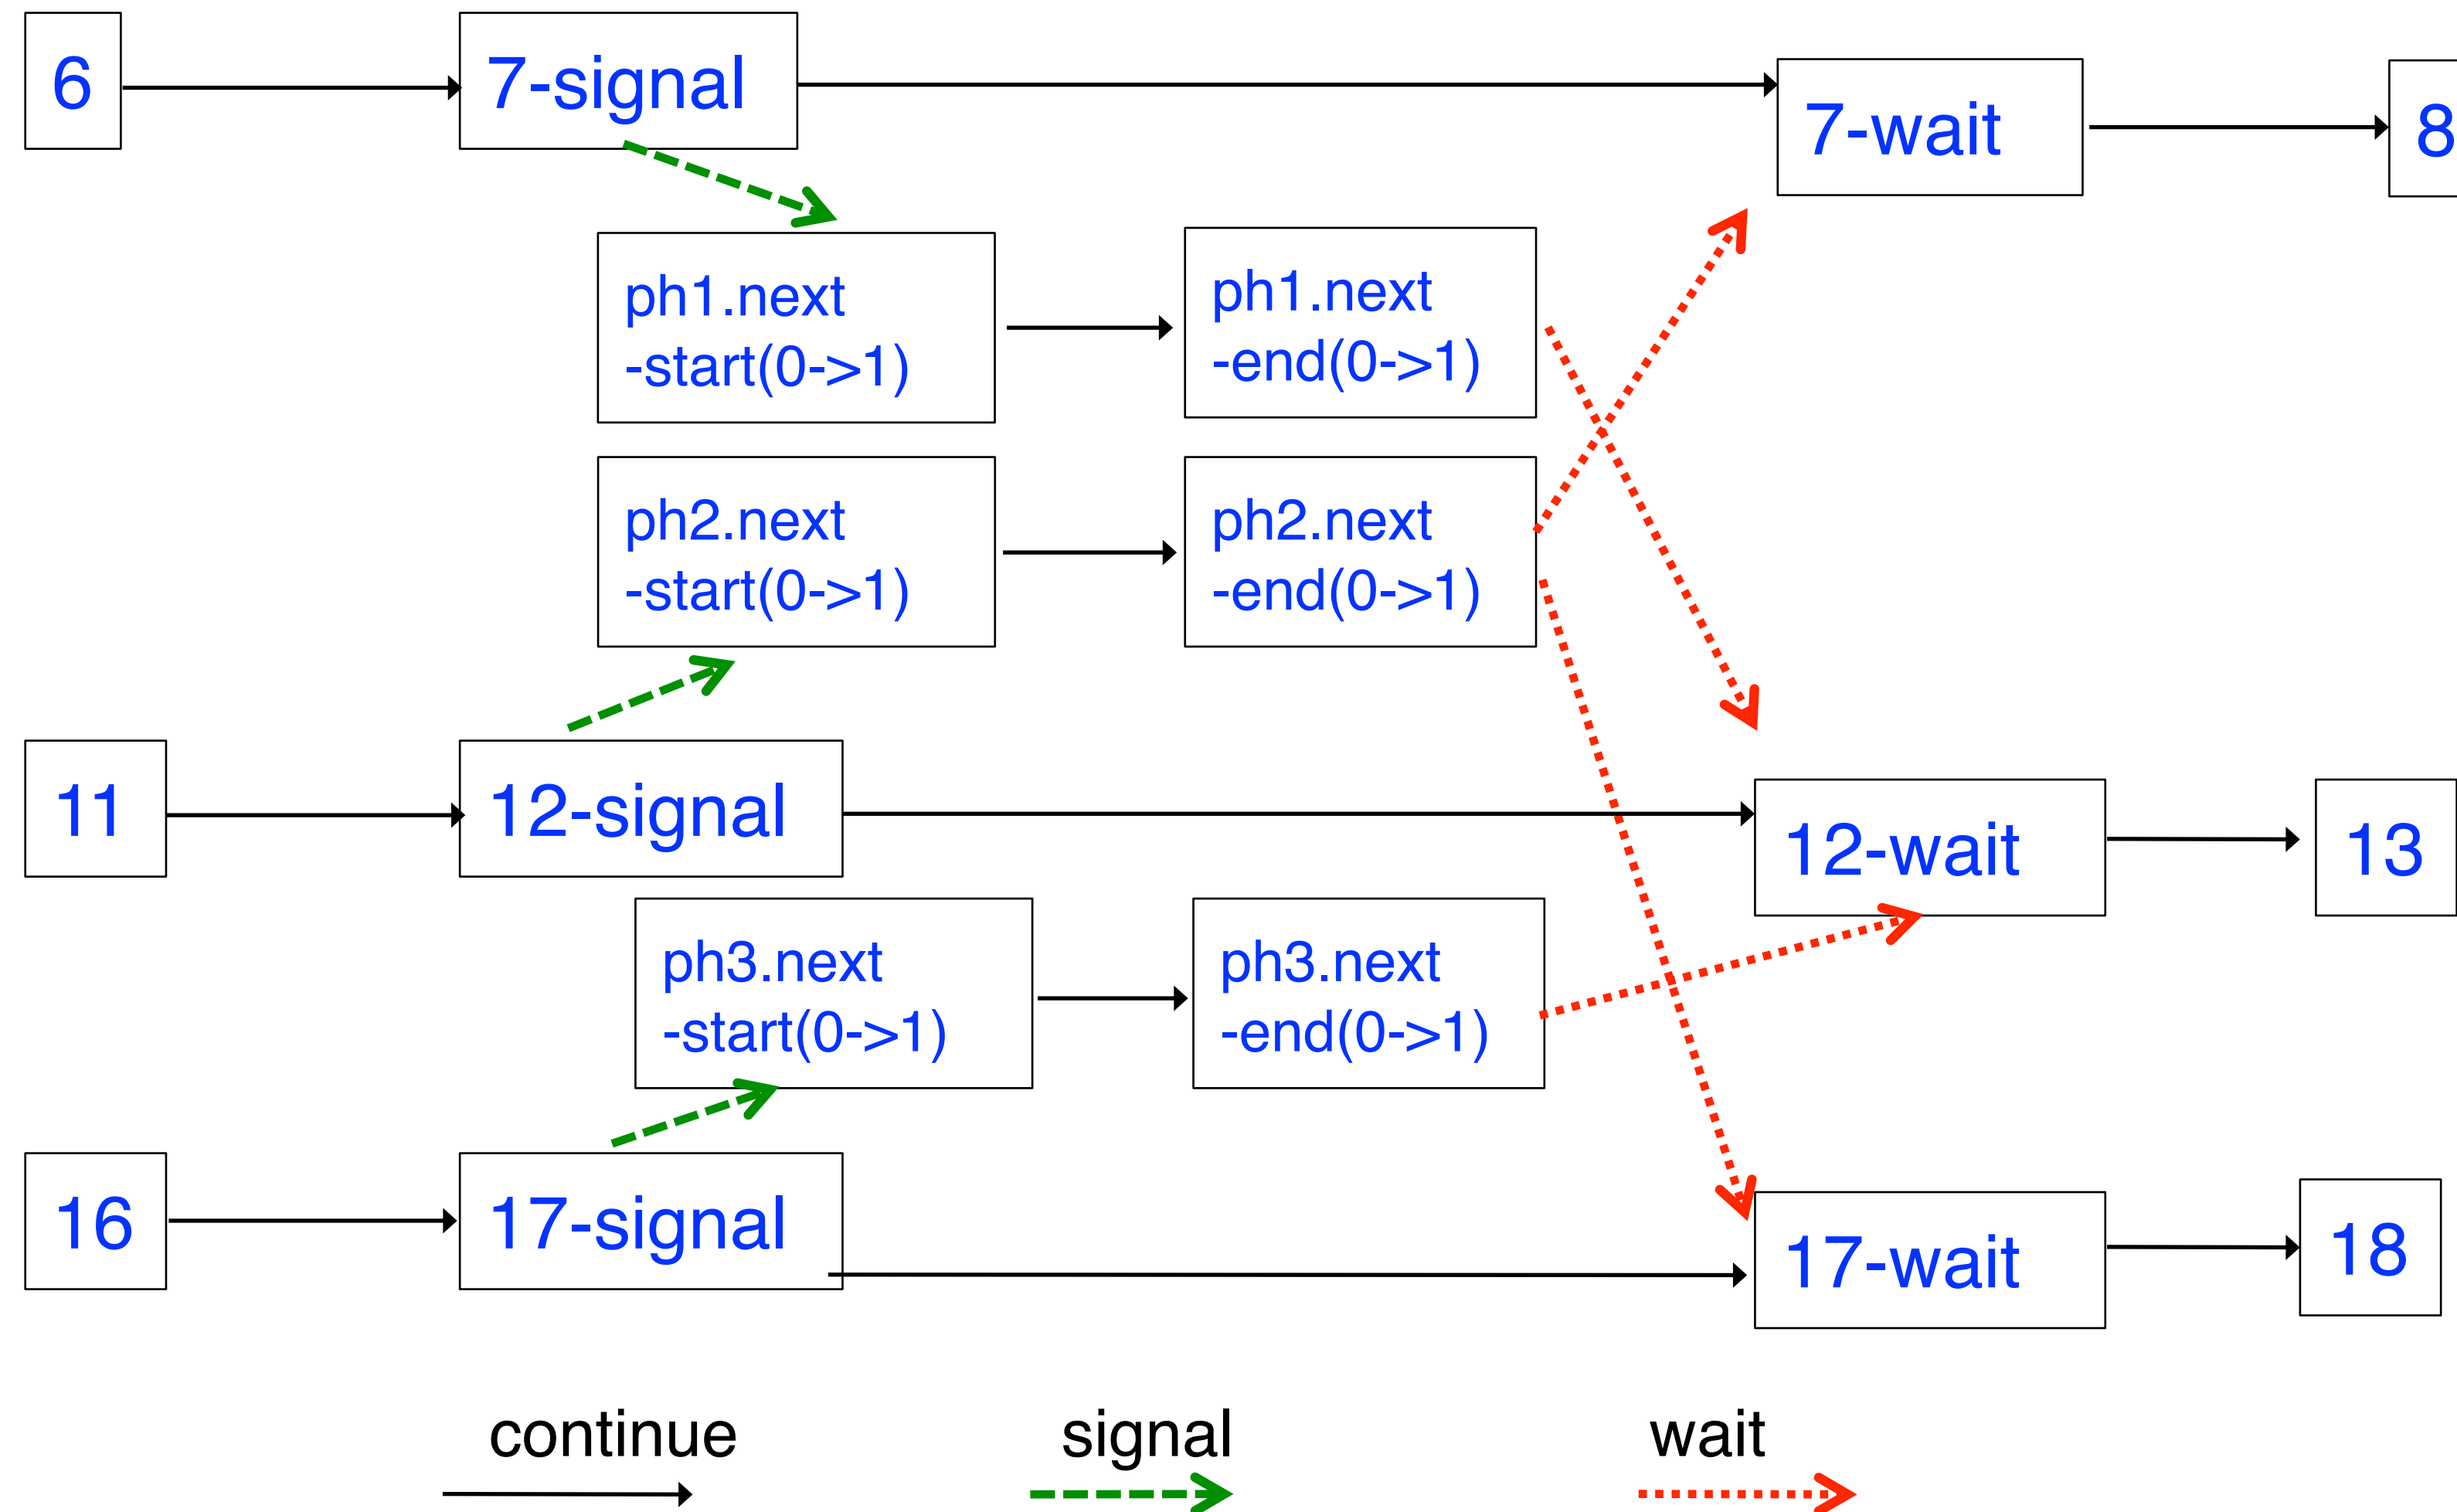 6
7-signal
7-wait
8
ph1.next
-start(0->1)
ph1.next
-end(0->1)
ph2.next
-start(0->1)
ph2.next
-end(0->1)
11
12-signal
12-wait
13
ph3.next
-start(0->1)
ph3.next
-end(0->1)
16
17-signal
17-wait
18
continue
signal
wait